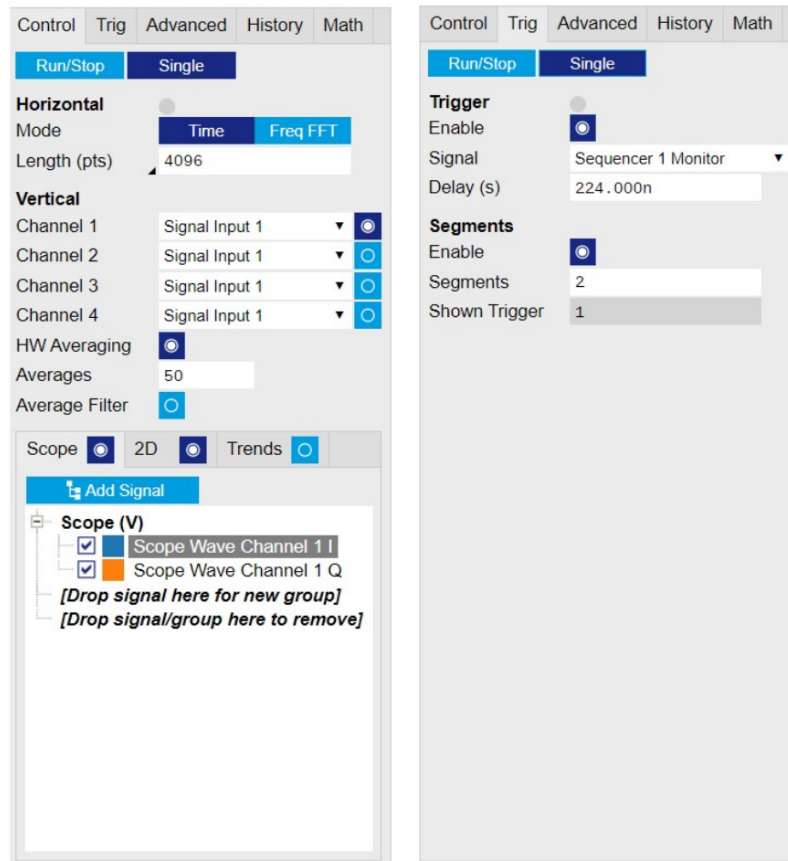 Control Trig Advanced History Math
Run/Stop Single
Horizontal
Mode Time Freq FFT
Length (pts) 4096
Vertical
Channel 1 Signal Input 1
Channel 2 Signal Input 1
Channel 3 Signal Input 1
Channel 4 Signal Input 1
HW Averaging
Averages 50
Average Filter
Scope 2D Trends
Add Signal
Scope (V)
Scope Wave Channel 1 I
Scope Wave Channel 1 Q
[Drop signal here for new group]
[Drop signal/group here to remove]
Control Trig Advanced History Math
Run/Stop Single
Trigger
Enable
Signal Sequencer 1 Monitor
Delay (s) 224.000n
Segments
Enable
Segments 2
Shown Trigger 1